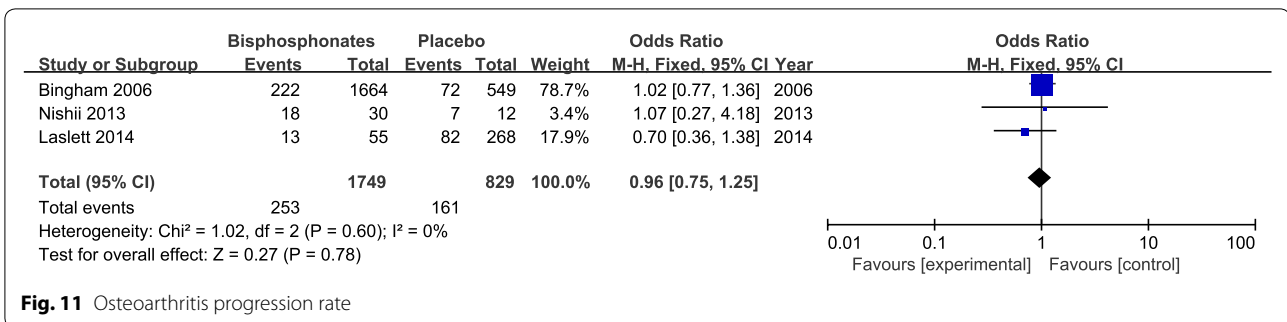 Bisphosphonates Placebo Odds Ratio Odds Ratio
Study or Subgroup Events Total Events Total Weight M-H, Fixed, 95% CI Year M-H, Fixed, 95% CI
Bingham 2006 222 1664 72 549 78.7% 1.02 [0.77, 1.36] 2006
Nishii 2013 18 30 7 12 3.4% 1.07 [0.27, 4.18] 2013
Laslett 2014 13 55 82 268 17.9% 0.70 [0.36, 1.38] 2014
Total (95% CI) 1749 829 100.0% 0.96 [0.75, 1.25]
Total events 253 161
Heterogeneity: Chi² = 1.02, df = 2 (P = 0.60); I² = 0%
Test for overall effect: Z = 0.27 (P = 0.78)
0.01 0.1 1 10 100
Favours [experimental] Favours [control]
Fig. 11 Osteoarthritis progression rate